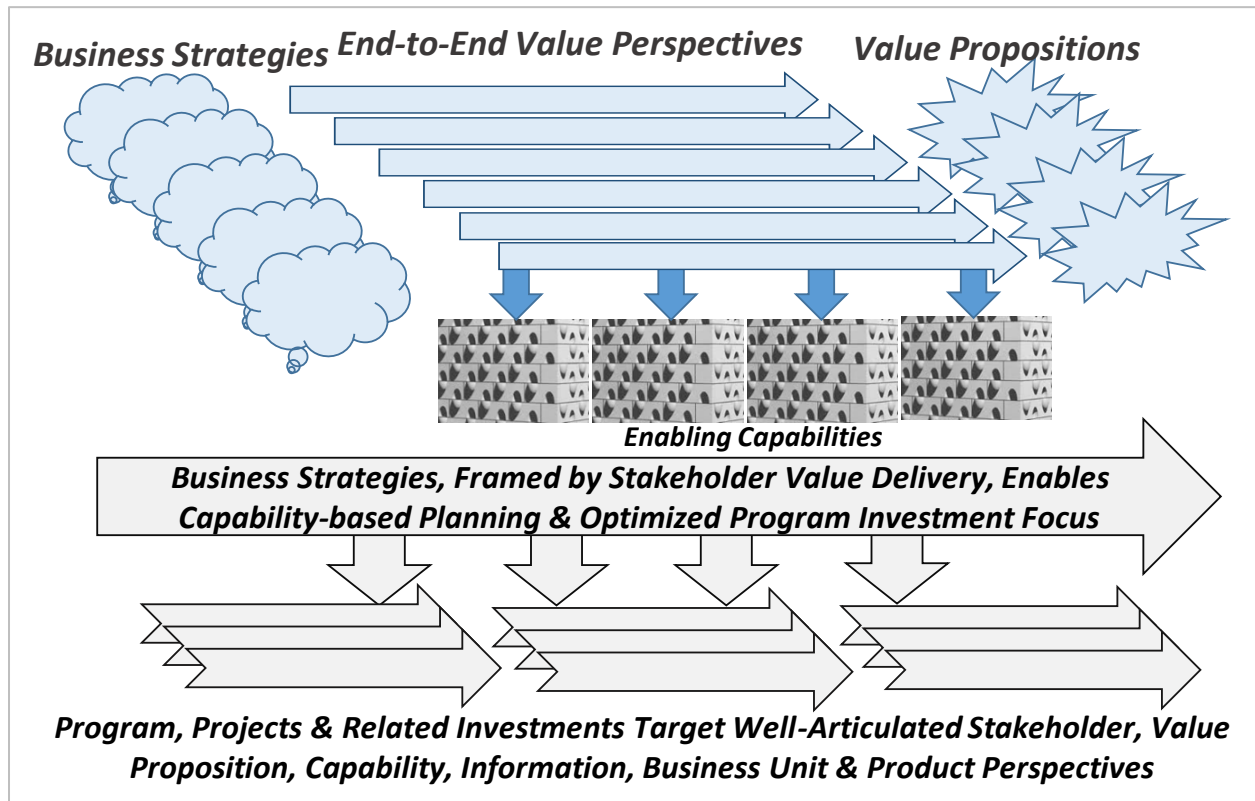 Business Strategies
End-to-End Value Perspectives
Value Propositions
Enabling Capabilities
Business Strategies, Framed by Stakeholder Value Delivery, Enables
Capability-based Planning & Optimized Program Investment Focus
Program, Projects & Related Investments Target Well-Articulated Stakeholder, Value
Proposition, Capability, Information, Business Unit & Product Perspectives